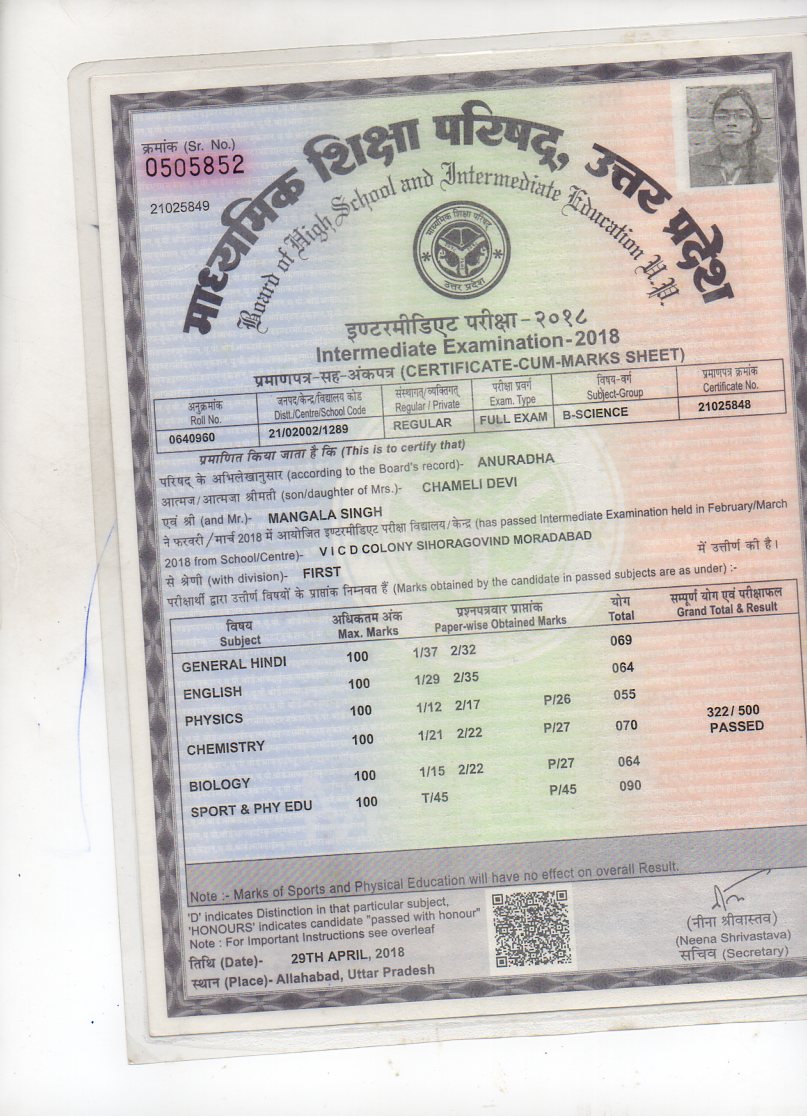 क्रमांक (Sr. No.)
0505852
21025849
माध्यमिक शिक्षा परिषद्, उत्तर प्रदेश
Board of High School and Intermediate Education U.P.
माध्यमिक शिक्षा परिषद्
उत्तर प्रदेश
इण्टरमीडिएट परीक्षा-२०१८
Intermediate Examination-2018
प्रमाणपत्र-सह-अंकपत्र (CERTIFICATE-CUM-MARKS SHEET)
अनुक्रमांक जनपद/केन्द्र/विद्यालय कोड संस्थागत/व्यक्तिगत परीक्षा प्रवर्ग विषय-वर्ग प्रमाणपत्र क्रमांक
Roll No. Distt./Centre/School Code Regular / Private Exam. Type Subject-Group Certificate No.
0640960 21/02002/1289 REGULAR FULL EXAM B-SCIENCE 21025848
प्रमाणित किया जाता है कि (This is to certify that)
परिषद् के अभिलेखानुसार (according to the Board's record)- ANURADHA
आत्मज/आत्मजा श्रीमती (son/daughter of Mrs.)- CHAMELI DEVI
एवं श्री (and Mr.)- MANGALA SINGH
ने फरवरी/मार्च 2018 में आयोजित इण्टरमीडिएट परीक्षा विद्यालय/केन्द्र (has passed Intermediate Examination held in February/March
2018 from School/Centre)- V I C D COLONY SIHORAGOVIND MORADABAD
से श्रेणी (with division)- FIRST में उत्तीर्ण की है।
परीक्षार्थी द्वारा उत्तीर्ण विषयों के प्राप्तांक निम्नवत हैं (Marks obtained by the candidate in passed subjects are as under) :-
विषय अधिकतम अंक प्रश्नपत्रवार प्राप्तांक योग सम्पूर्ण योग एवं परीक्षाफल
Subject Max. Marks Paper-wise Obtained Marks Total Grand Total & Result
GENERAL HINDI 100 1/37 2/32 069
ENGLISH 100 1/29 2/35 064
PHYSICS 100 1/12 2/17 P/26 055
CHEMISTRY 100 1/21 2/22 P/27 070
322/ 500
PASSED
BIOLOGY 100 1/15 2/22 P/27 064
SPORT & PHY EDU 100 T/45 P/45 090
Note :- Marks of Sports and Physical Education will have no effect on overall Result.
'D' indicates Distinction in that particular subject,
'HONOURS' indicates candidate "passed with honour"
Note : For Important Instructions see overleaf
तिथि (Date)- 29TH APRIL, 2018
स्थान (Place)- Allahabad, Uttar Pradesh
(नीना श्रीवास्तव)
(Neena Shrivastava)
सचिव (Secretary)